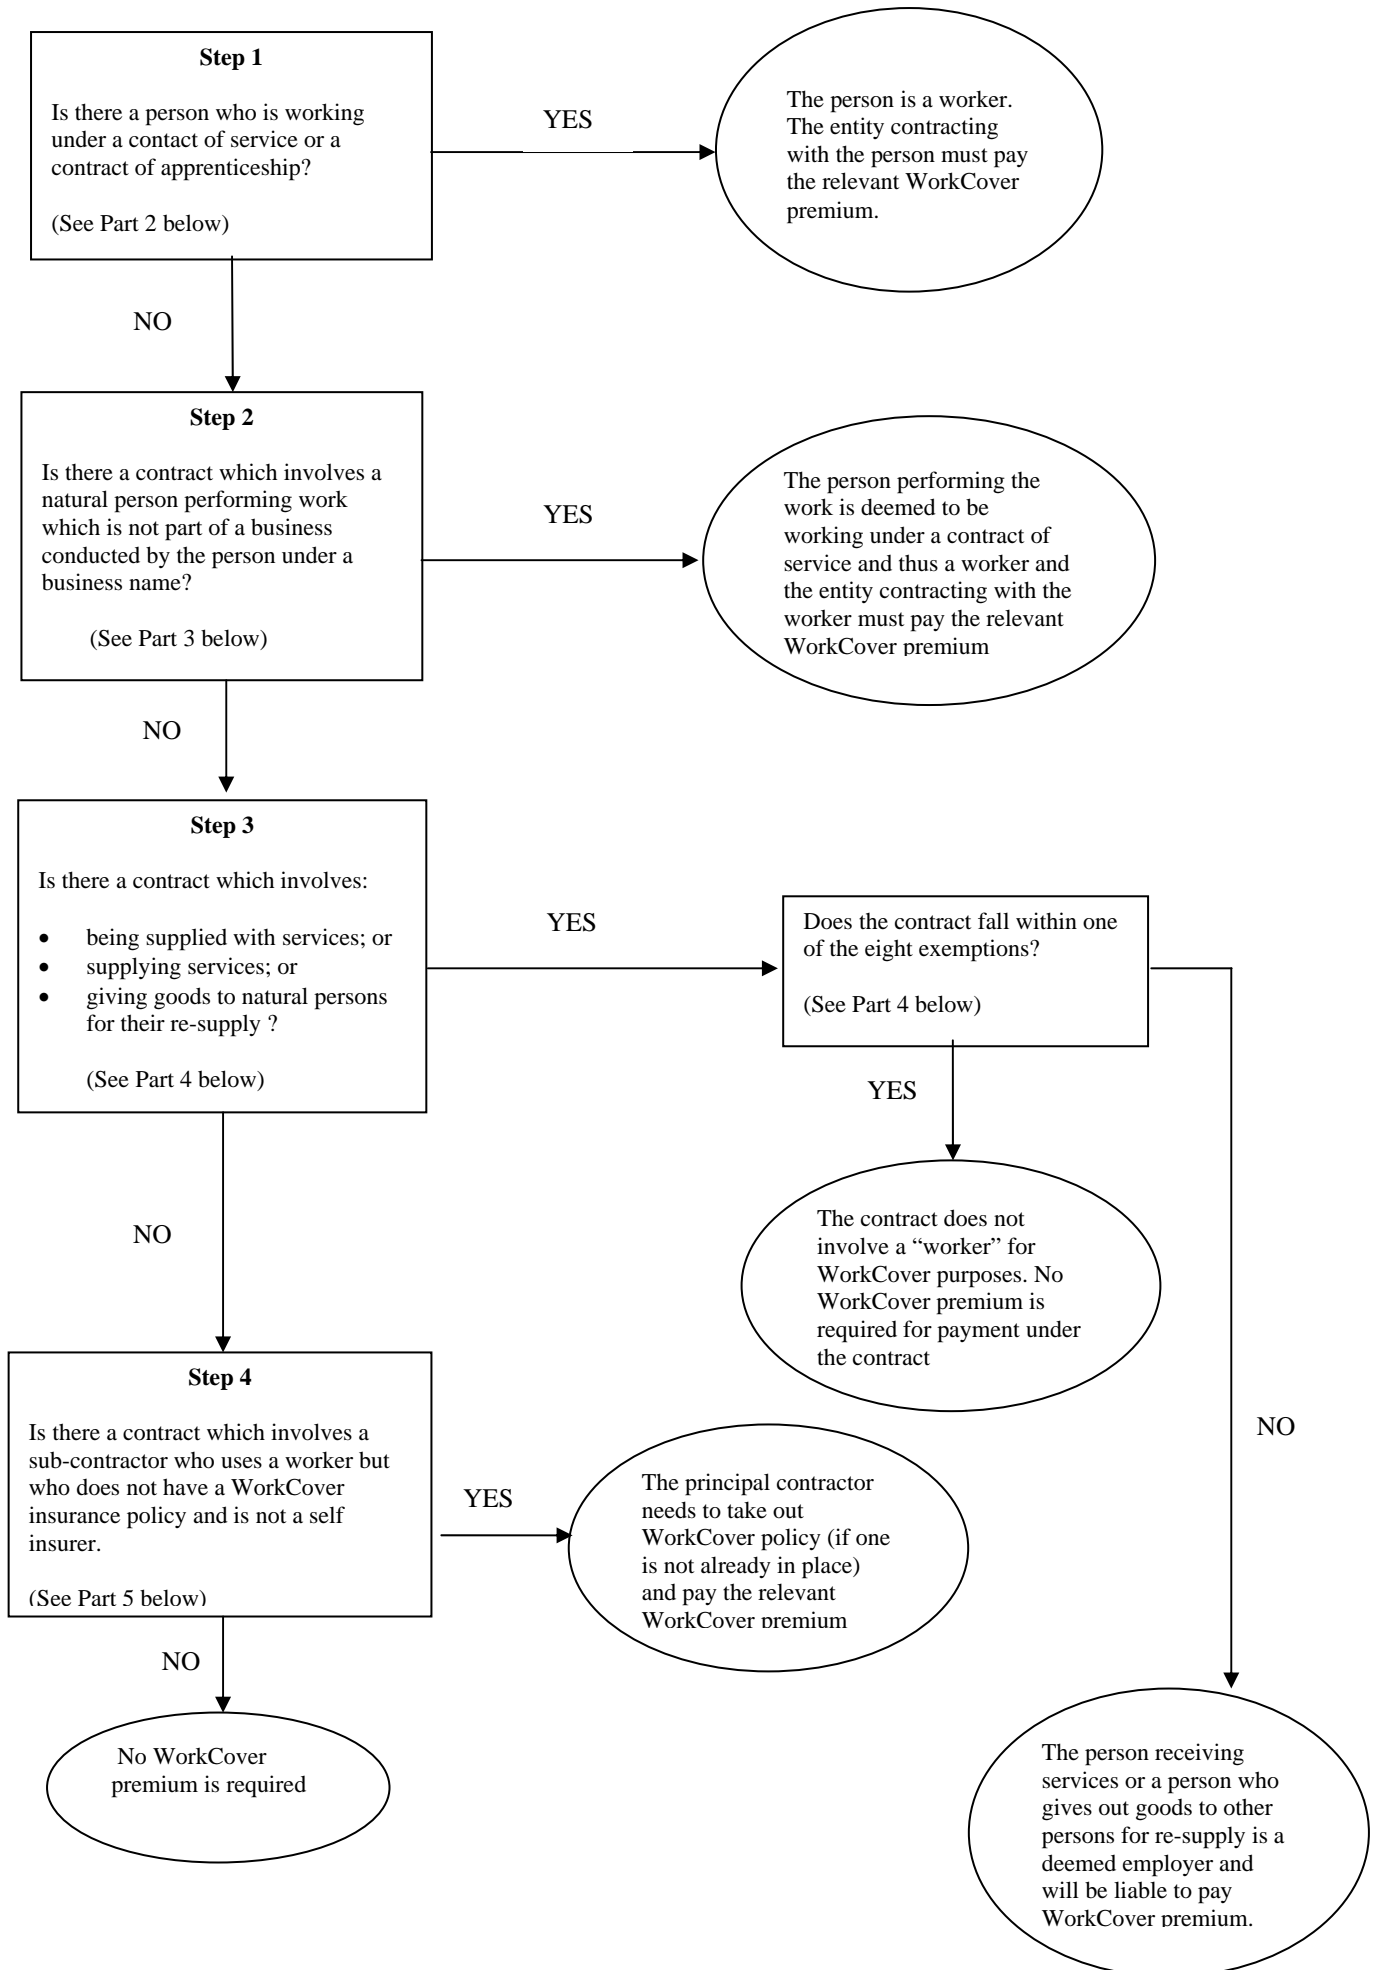 Step 1
Is there a person who is working
under a contact of service or a
contract of apprenticeship?
(See Part 2 below)
YES
The person is a worker.
The entity contracting
with the person must pay
the relevant WorkCover
premium.
NO
Step 2
Is there a contract which involves a
natural person performing work
which is not part of a business
conducted by the person under a
business name?
(See Part 3 below)
YES
The person performing the
work is deemed to be
working under a contract of
service and thus a worker and
the entity contracting with the
worker must pay the relevant
WorkCover premium
NO
Step 3
Is there a contract which involves:
• being supplied with services; or
• supplying services; or
• giving goods to natural persons
for their re-supply ?
(See Part 4 below)
YES
Does the contract fall within one
of the eight exemptions?
(See Part 4 below)
YES
The contract does not
involve a “worker” for
WorkCover purposes. No
WorkCover premium is
required for payment under
the contract
NO
NO
Step 4
Is there a contract which involves a
sub-contractor who uses a worker but
who does not have a WorkCover
insurance policy and is not a self
insurer.
(See Part 5 below)
YES
The principal contractor
needs to take out
WorkCover policy (if one
is not already in place)
and pay the relevant
WorkCover premium
NO
No WorkCover
premium is required
The person receiving
services or a person who
gives out goods to other
persons for re-supply is a
deemed employer and
will be liable to pay
WorkCover premium.